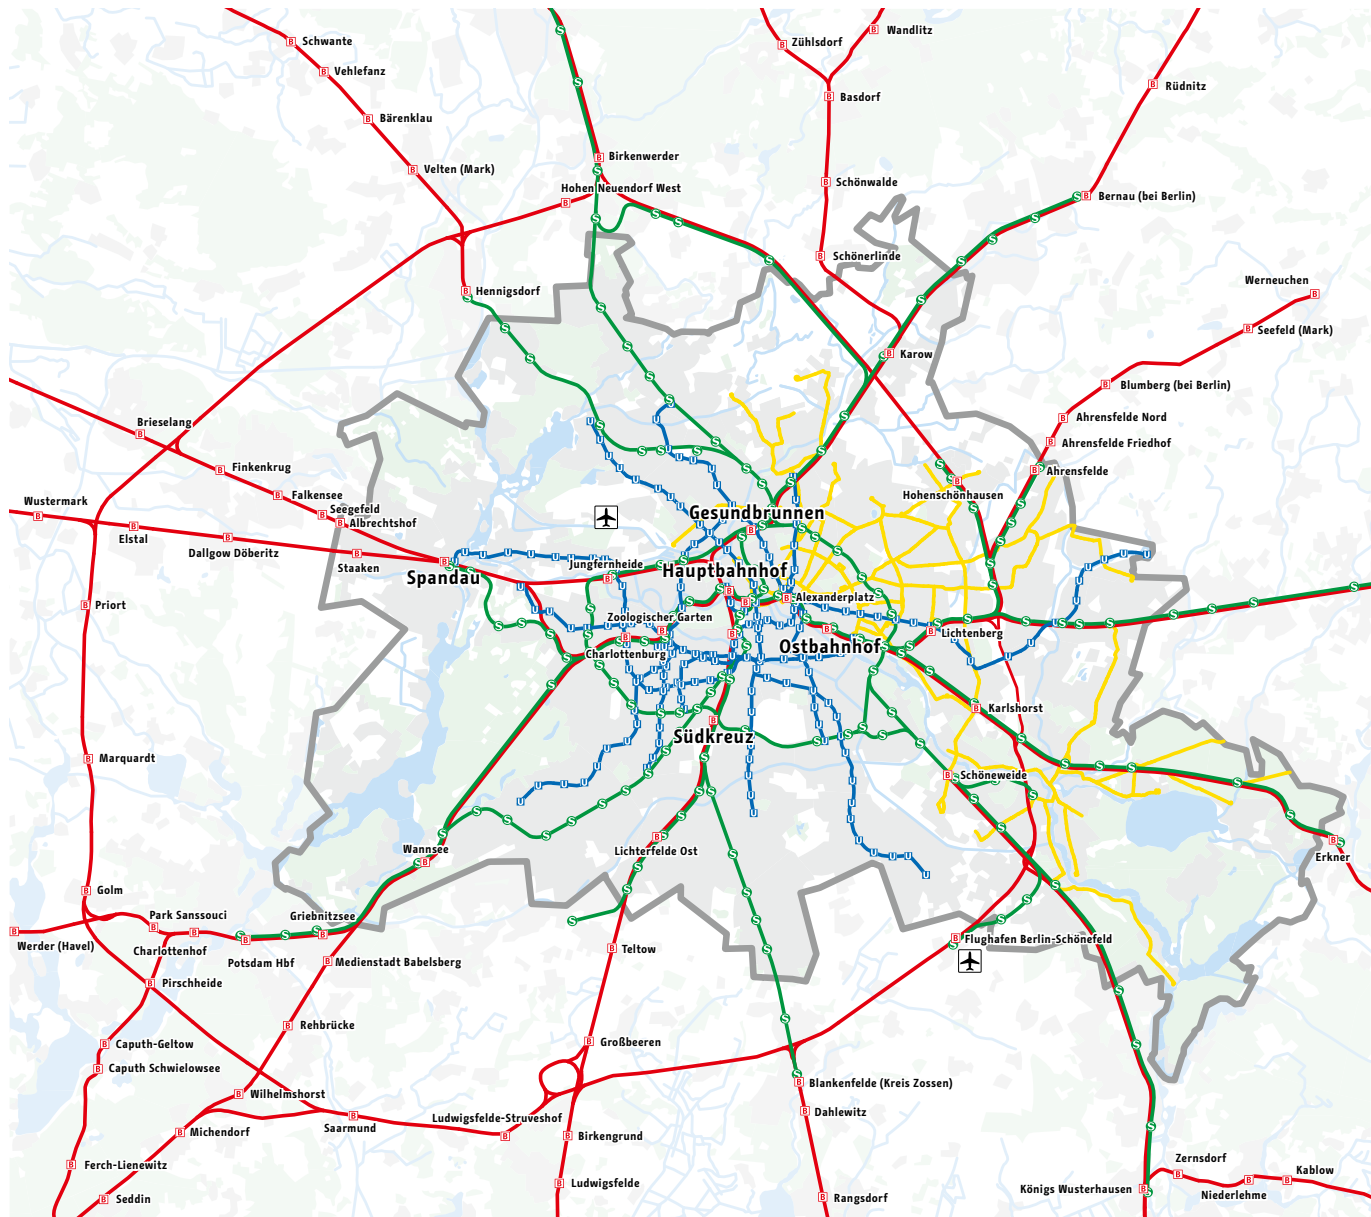 Schwante
Zühlsdorf
Wandlitz
Vehlefanz
Rüdnitz
Basdorf
Bärenklau
Birkenwerder
Velten (Mark)
Schönwalde
Hohen Neuendorf West
Bernau (bei Berlin)
Schönerlinde
Werneuchen
Hennigsdorf
Seefeld (Mark)
Karow
Blumberg (bei Berlin)
Ahrensfelde Nord
Brieselang
Ahrensfelde Friedhof
Finkenkrug
Ahrensfelde
Falkensee
Hohenschönhausen
Wustermark
Seegefeld
Gesundbrunnen
Albrechtshof
Elstal
Dallgow Döberitz
Staaken
Jungfernheide
Hauptbahnhof
Spandau
Alexanderplatz
Priort
Zoologischer Garten
Lichtenberg
Ostbahnhof
Charlottenburg
Karlshorst
Südkreuz
Marquardt
Schöneweide
Wannsee
Lichterfelde Ost
Erkner
Golm
Park Sanssouci
Griebnitzsee
Werder (Havel)
Charlottenhof
Flughafen Berlin-Schönefeld
Teltow
Potsdam Hbf
Medienstadt Babelsberg
Pirschheide
Rehbrücke
Caputh-Geltow
Großbeeren
Caputh Schwielowsee
Blankenfelde (Kreis Zossen)
Wilhelmshorst
Dahlewitz
Ludwigsfelde-Struveshof
Saarmund
Michendorf
Birkengrund
Zernsdorf
Ferch-Lienewitz
Kablow
Ludwigsfelde
Königs Wusterhausen
Niederlehme
Seddin
Rangsdorf